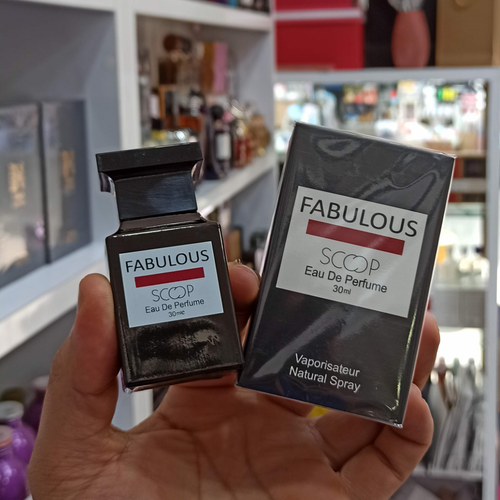 FABULOUS
SCOOP
Eau De Perfume
30ml
FABULOUS
SCOOP
Eau De Perfume
30ml
Vaporisateur
Natural Spray